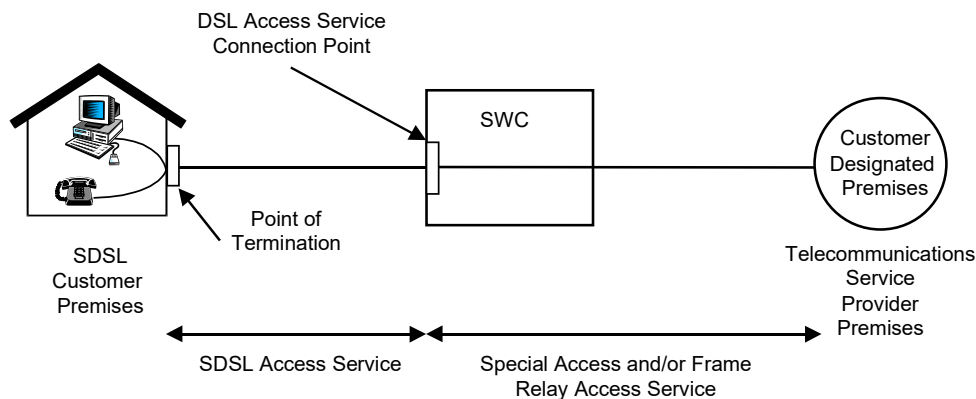 DSL Access Service
Connection Point
SWC
Customer
Designated
Premises
Point of
Termination
SDSL
Customer
Premises
Telecommunications
Service
Provider
Premises
SDSL Access Service
Special Access and/or Frame
Relay Access Service